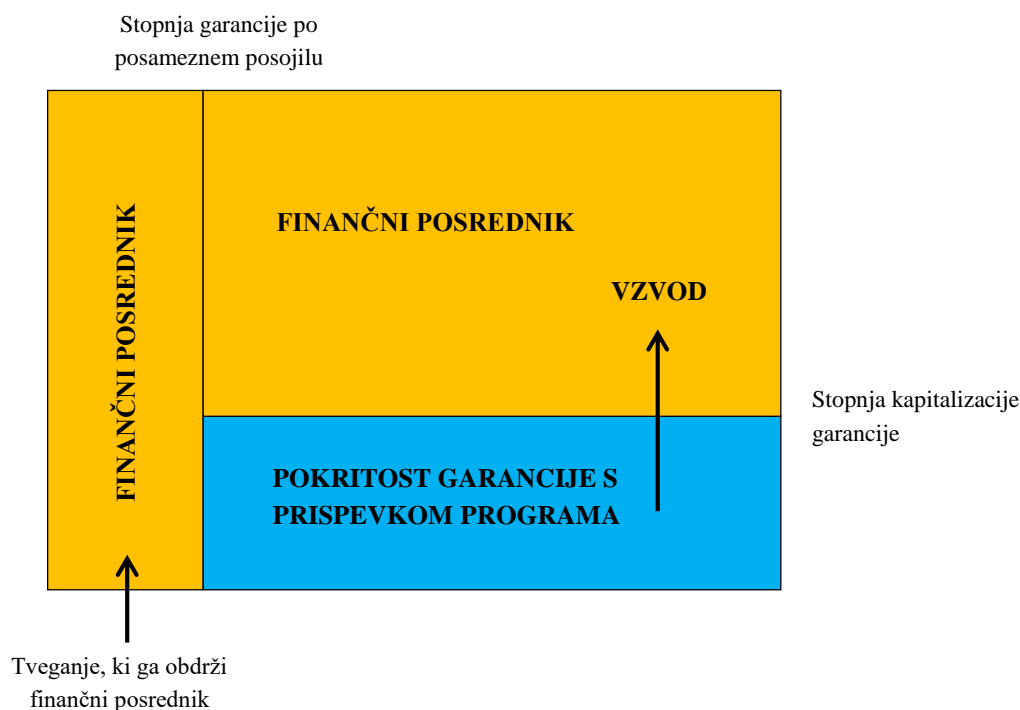 Stopnja garancije po
posameznem posojilu
FINANČNI POSREDNIK
FINANČNI POSREDNIK
VZVOD
Stopnja kapitalizacije
garancije
POKRITOST GARANCIJE S
PRISPEVKOM PROGRAMA
Tveganje, ki ga obdrži
finančni posrednik